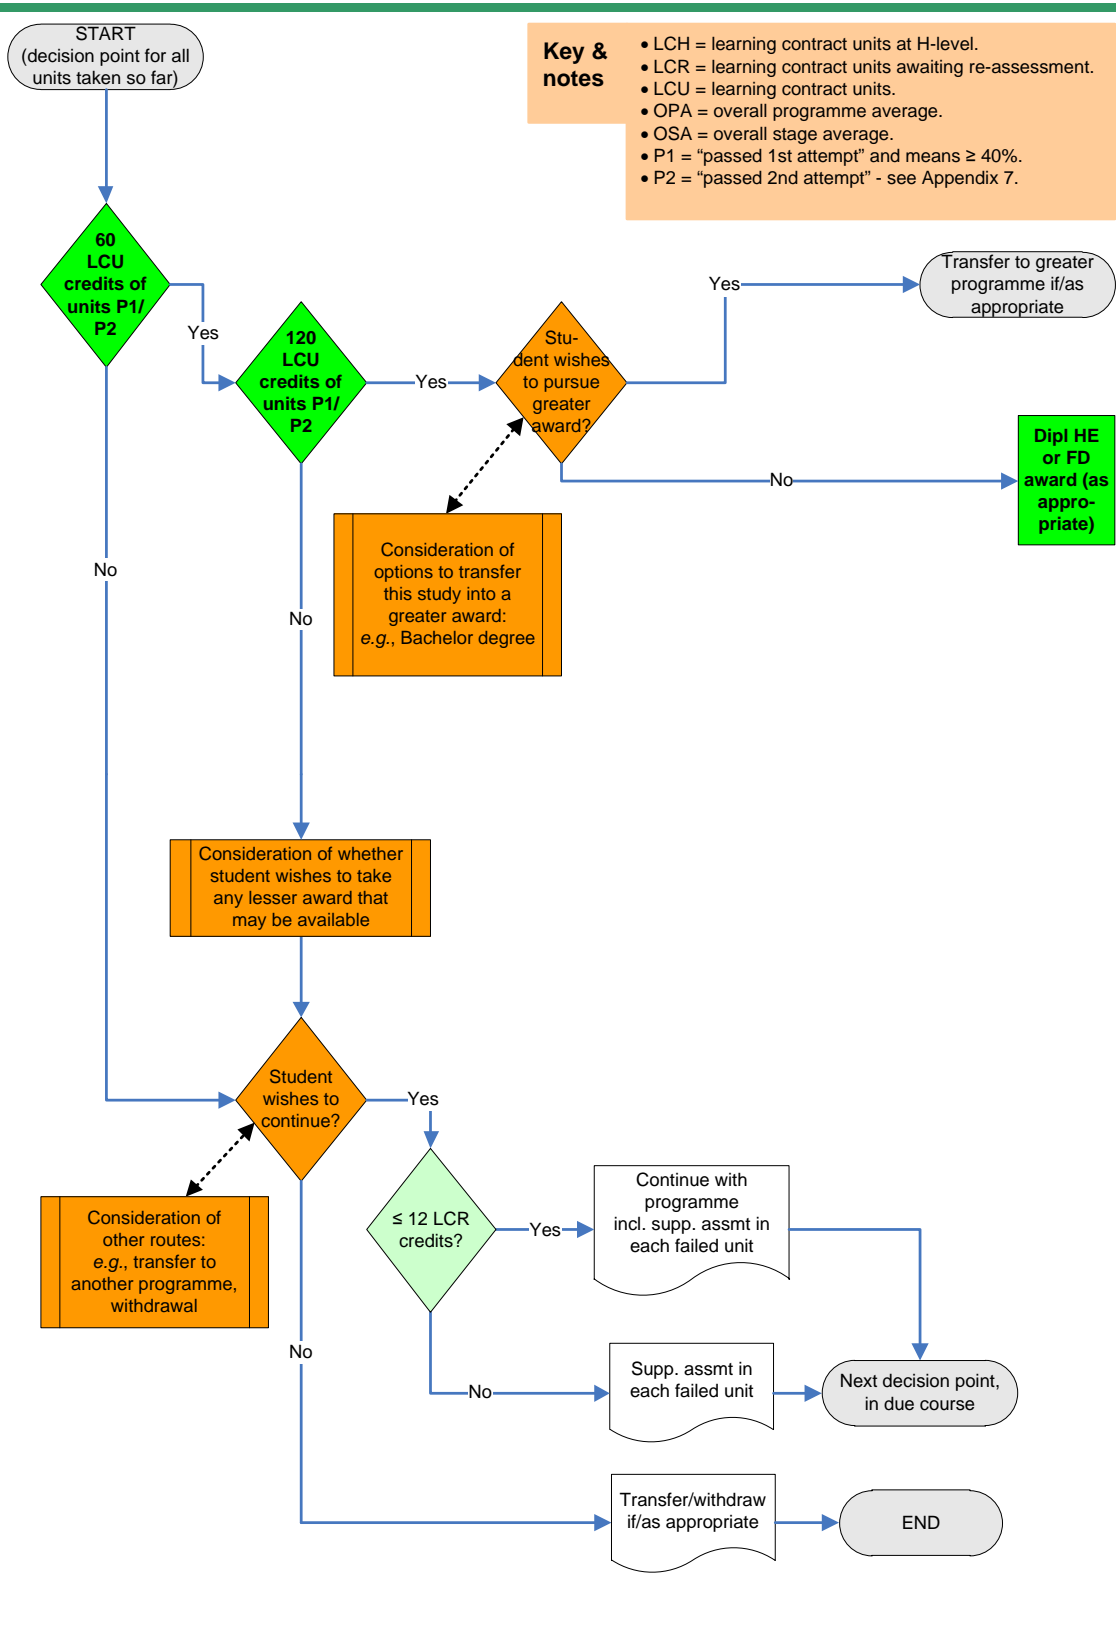 START
(decision point for all
units taken so far)
Key &
notes
• LCH = learning contract units at H-level.
• LCR = learning contract units awaiting re-assessment.
• LCU = learning contract units.
• OPA = overall programme average.
• OSA = overall stage average.
• P1 = “passed 1st attempt” and means ≥ 40%.
• P2 = “passed 2nd attempt” - see Appendix 7.
60
LCU
credits of
units P1/
P2
Yes
No
120
LCU
credits of
units P1/
P2
Yes
No
Stu-
dent wishes
to pursue
greater
award?
Yes
No
Transfer to greater
programme if/as
appropriate
Dipl HE
or FD
award (as
appro-
priate)
Consideration of
options to transfer
this study into a
greater award:
e.g., Bachelor degree
Consideration of whether
student wishes to take
any lesser award that
may be available
Student
wishes to
continue?
Yes
No
Consideration of
other routes:
e.g., transfer to
another programme,
withdrawal
≤ 12 LCR
credits?
Yes
No
Continue with
programme
incl. supp. assmt in
each failed unit
Supp. assmt in
each failed unit
Next decision point,
in due course
Transfer/withdraw
if/as appropriate
END